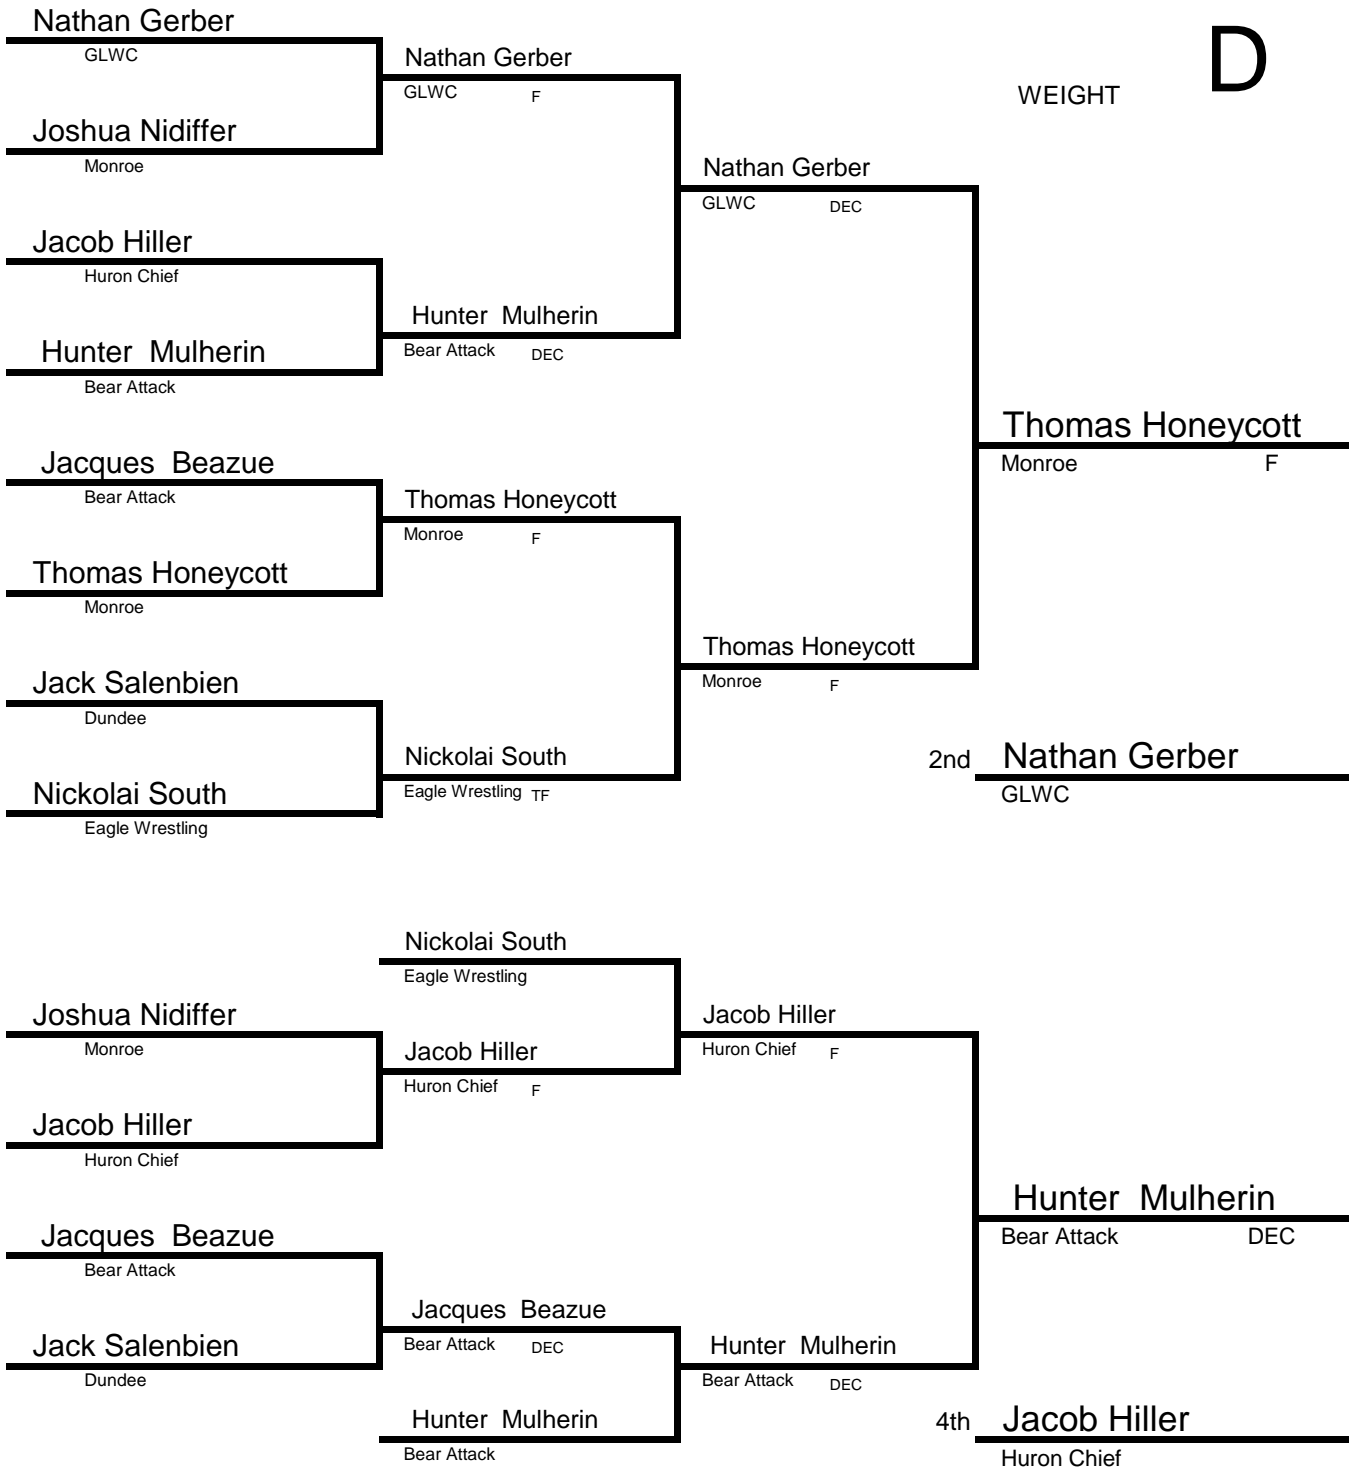 Nathan Gerber
GLWC
Nathan Gerber
GLWC F
D
WEIGHT
Joshua Nidiffer
Monroe
Nathan Gerber
GLWC DEC
Jacob Hiller
Huron Chief
Hunter  Mulherin
Bear Attack DEC
Hunter  Mulherin
Bear Attack
Thomas Honeycott
Monroe F
Jacques  Beazue
Bear Attack
Thomas Honeycott
Monroe F
Thomas Honeycott
Monroe
Thomas Honeycott
Monroe F
Jack Salenbien
Dundee
Nickolai South
Eagle Wrestling TF
2nd Nathan Gerber
GLWC
Nickolai South
Eagle Wrestling
Nickolai South
Eagle Wrestling
Joshua Nidiffer
Monroe
Jacob Hiller
Huron Chief F
Jacob Hiller
Huron Chief F
Jacob Hiller
Huron Chief
Hunter  Mulherin
Bear Attack DEC
Jacques  Beazue
Bear Attack
Jacques  Beazue
Bear Attack DEC
Jack Salenbien
Dundee
Hunter  Mulherin
Bear Attack DEC
Hunter  Mulherin
Bear Attack
4th Jacob Hiller
Huron Chief